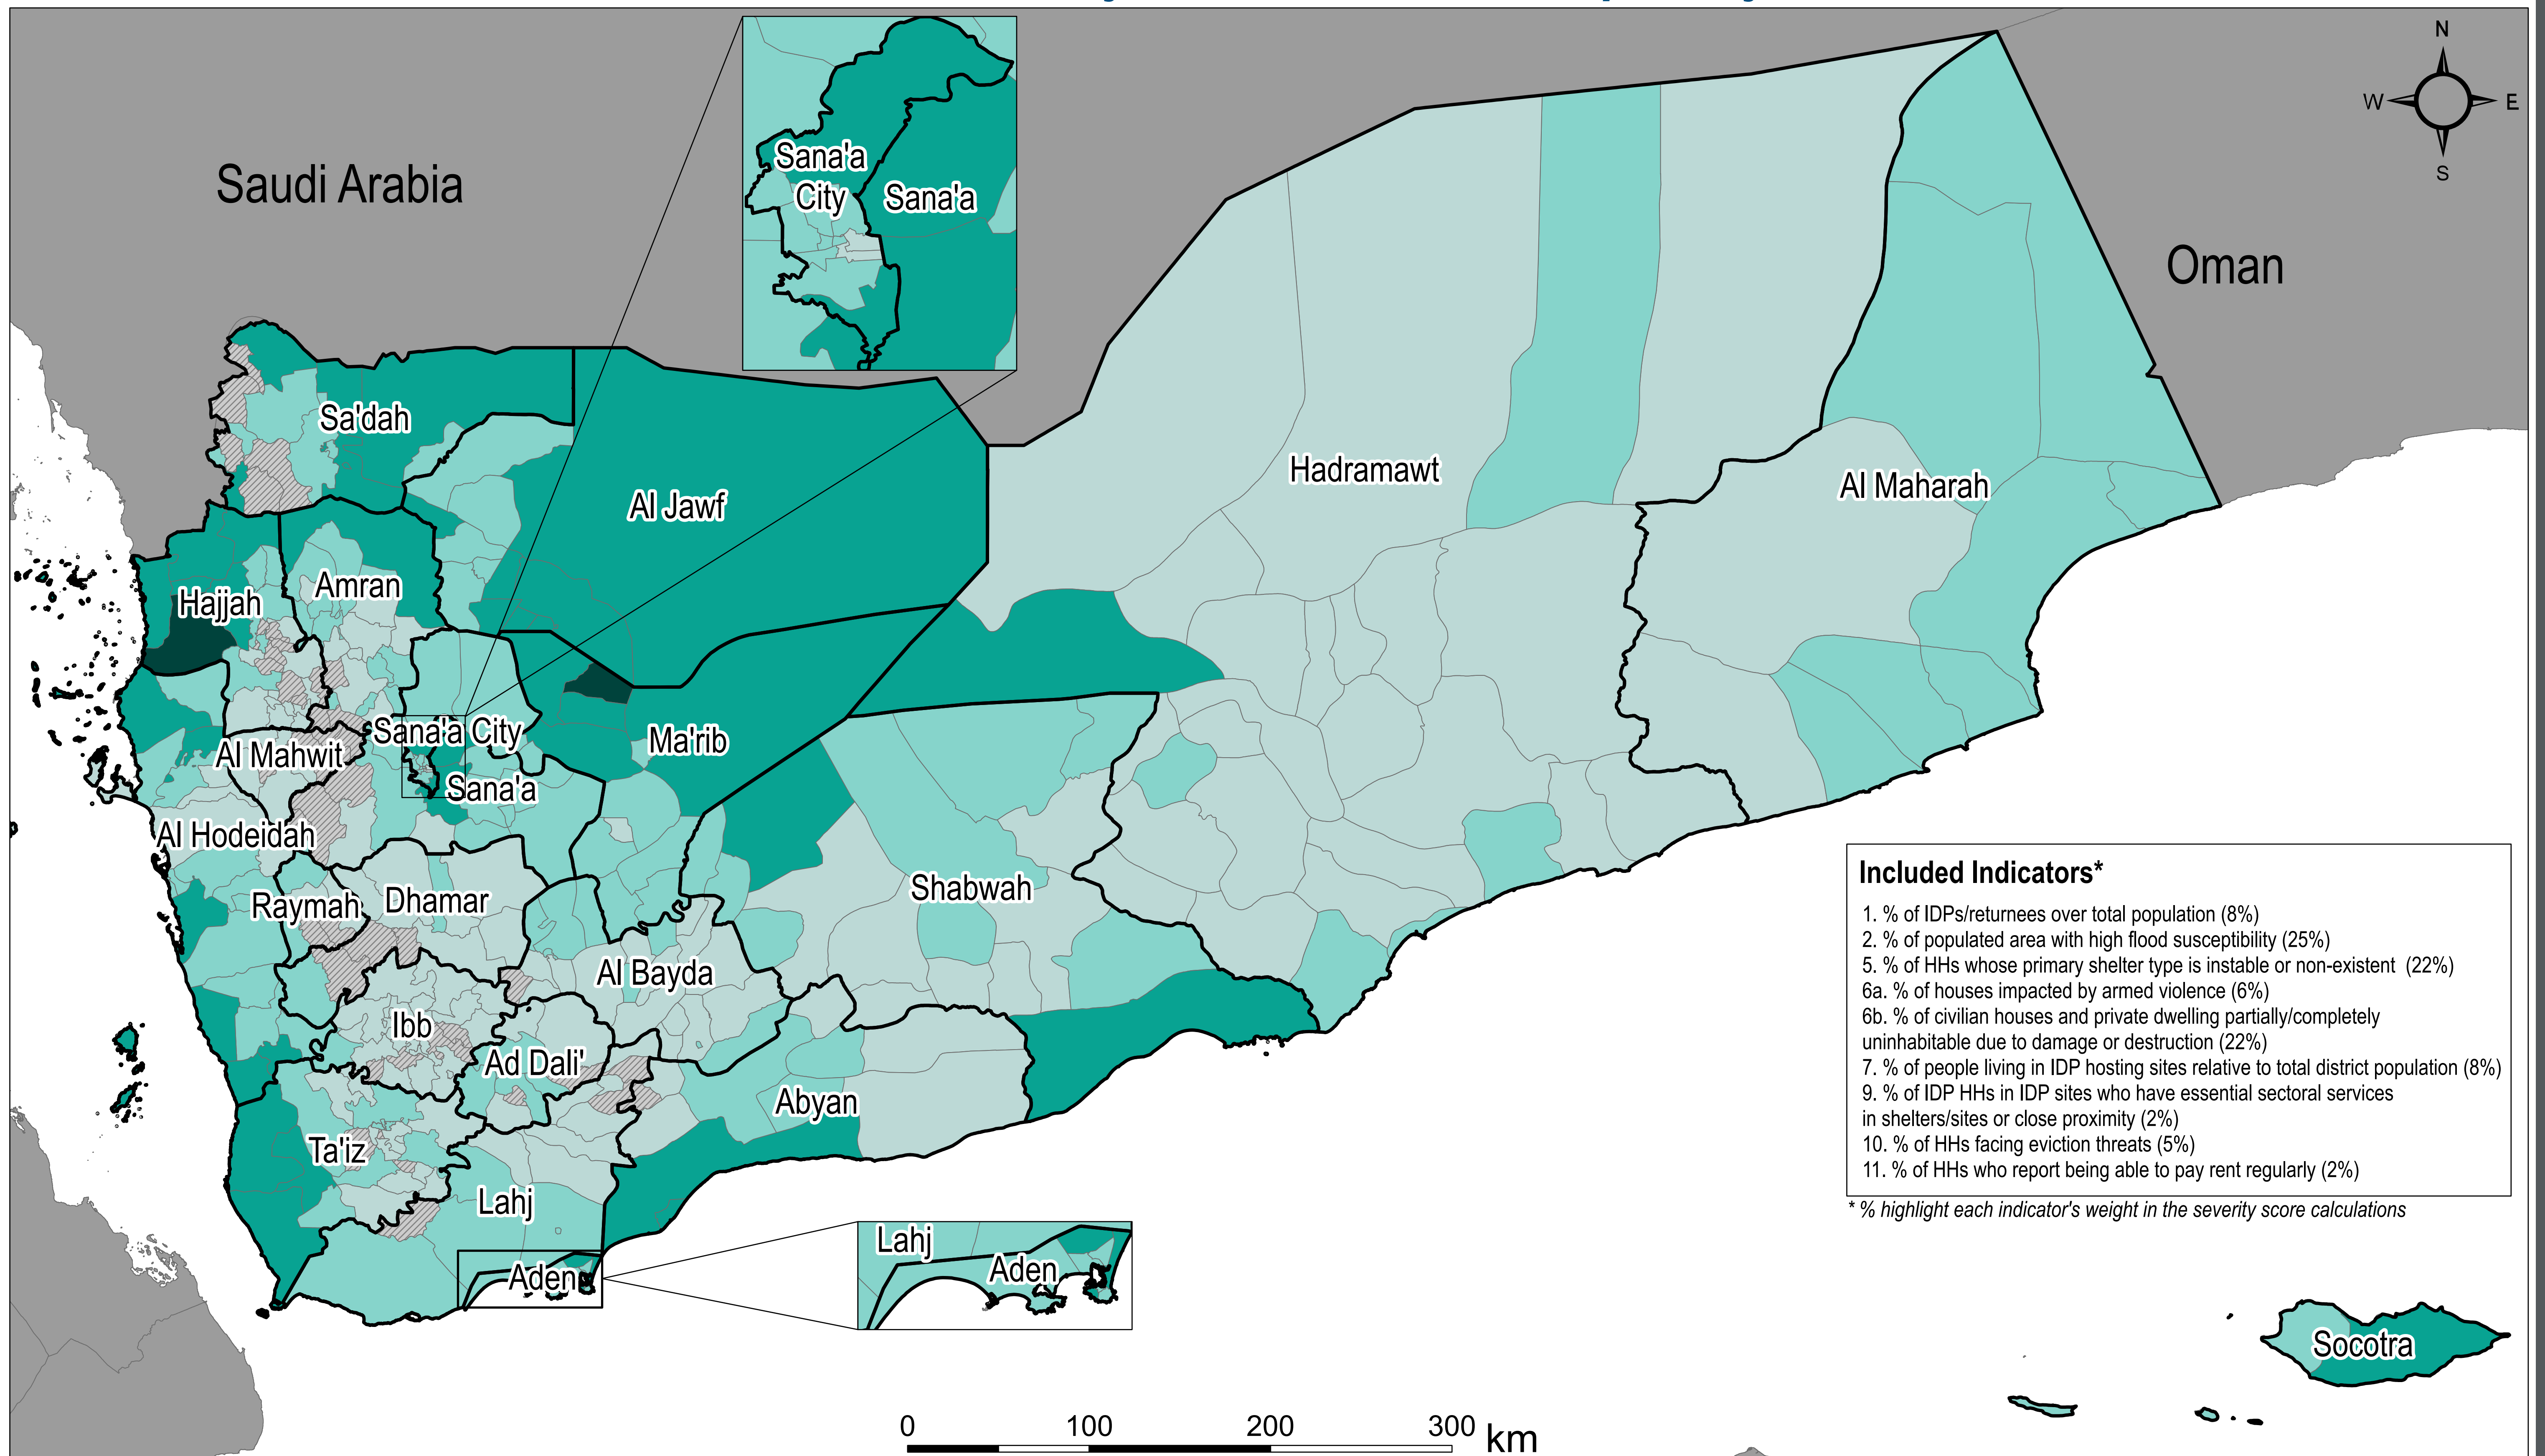 N
W
E
S
Saudi Arabia
Oman
Sana'a
City
Sana'a
Sa'dah
Al Jawf
Hadramawt
Al Maharah
Hajjah
Amran
Sana'a City
Ma'rib
Al Mahwit
Sana'a
Al Hodeidah
Shabwah
Raymah
Dhamar
Al Bayda
Ibb
Ad Dali'
Abyan
Ta'iz
Lahj
Aden
Lahj
Aden
Socotra
Included Indicators*
1. % of IDPs/returnees over total population (8%)
2. % of populated area with high flood susceptibility (25%)
5. % of HHs whose primary shelter type is instable or non-existent (22%)
6a. % of houses impacted by armed violence (6%)
6b. % of civilian houses and private dwelling partially/completely
uninhabitable due to damage or destruction (22%)
7. % of people living in IDP hosting sites relative to total district population (8%)
9. % of IDP HHs in IDP sites who have essential sectoral services
in shelters/sites or close proximity (2%)
10. % of HHs facing eviction threats (5%)
11. % of HHs who report being able to pay rent regularly (2%)
* % highlight each indicator's weight in the severity score calculations
0 100 200 300 km